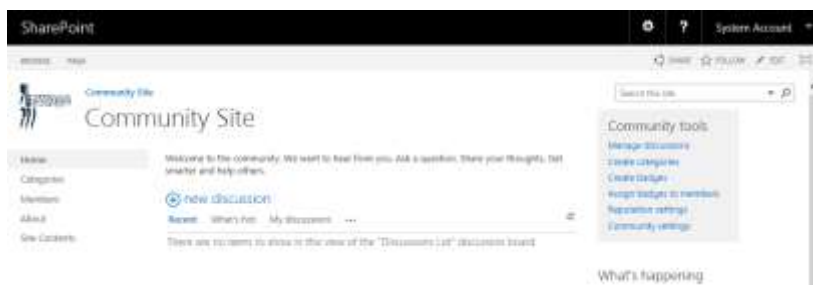 SharePoint
? System Account
BROWSE PAGE
SHARE FOLLOW EDIT
Community Site
Community Site
Search this site
Home
Categories
Members
About
Site Contents
Welcome to the community. We want to hear from you. Ask a question. Share your thoughts. Get
smarter and help others.
new discussion
Recent What's hot My discussions ...
There are no items to show in this view of the "Discussions List" discussion board.
Community tools
Manage discussions
Create categories
Create badges
Assign badges to members
Reputation settings
Community settings
What's happening